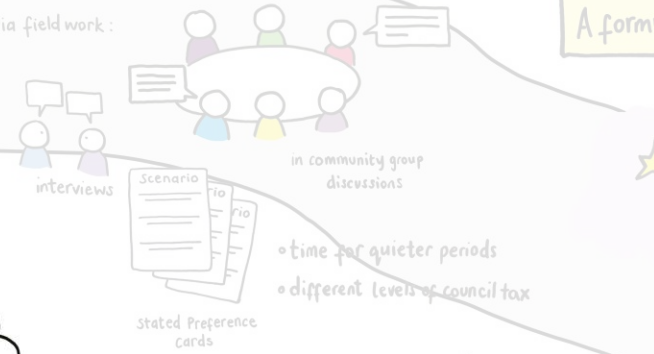 ia field work :
A form
in community group
discussions
interviews
Scenario
io
rio
• time for quieter periods
• different levels of council tax
Stated Preference
Cards